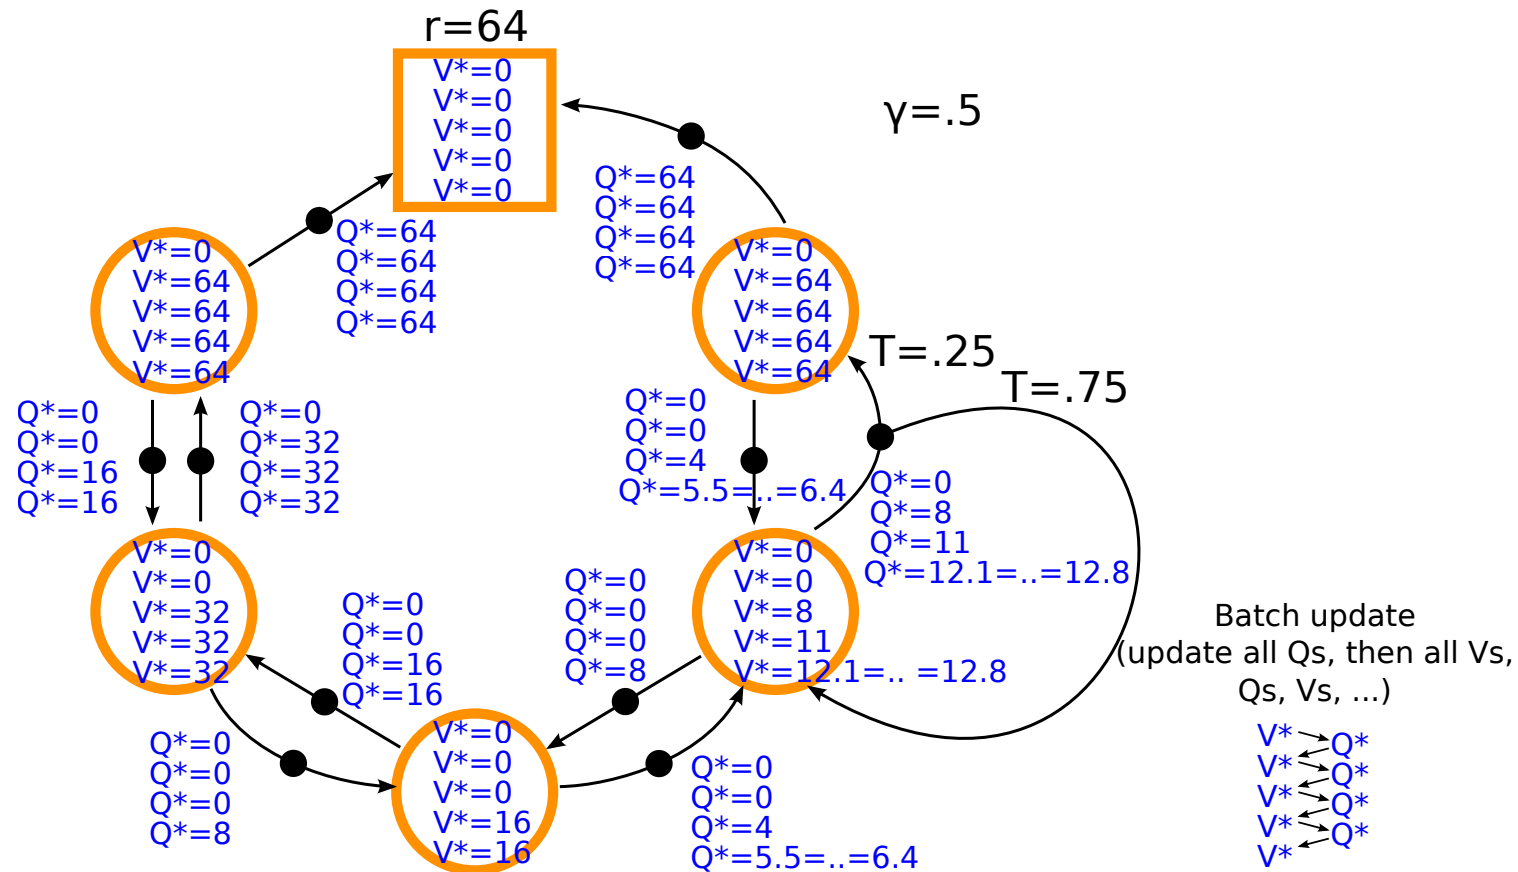 r=64
V*=0
V*=0
V*=0
V*=0
V*=0
γ=.5
Q*=64
Q*=64
Q*=64
Q*=64
Q*=64
Q*=64
Q*=64
Q*=64
V*=0
V*=64
V*=64
V*=64
V*=64
V*=0
V*=64
V*=64
V*=64
V*=64
T=.25
T=.75
Q*=0
Q*=0
Q*=16
Q*=16
Q*=0
Q*=32
Q*=32
Q*=32
Q*=0
Q*=0
Q*=4
Q*=5.5=..=6.4
Q*=0
Q*=8
Q*=11
Q*=12.1=..=12.8
V*=0
V*=0
V*=32
V*=32
V*=32
Q*=0
Q*=0
Q*=16
Q*=16
Q*=0
Q*=0
Q*=0
Q*=8
V*=0
V*=0
V*=8
V*=11
V*=12.1=.. =12.8
Q*=0
Q*=0
Q*=0
Q*=8
V*=0
V*=0
V*=0
V*=16
V*=16
Q*=0
Q*=0
Q*=4
Q*=5.5=..=6.4
Batch update
(update all Qs, then all Vs,
Qs, Vs, ...)
V*
Q*
V*
Q*
V*
Q*
V*
Q*
V*